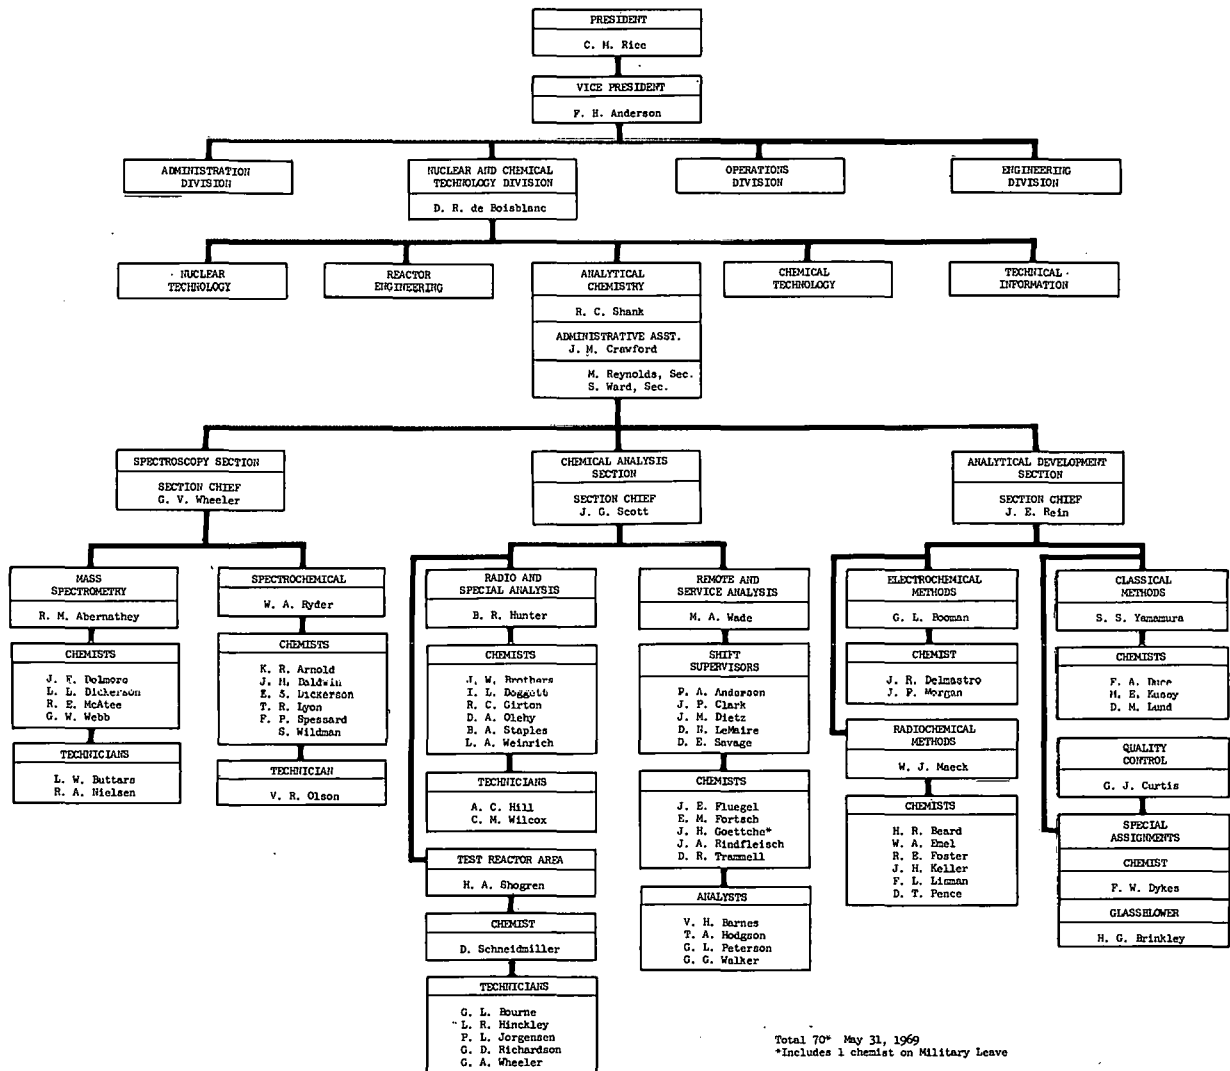 PRESIDENT
C. M. Rice
VICE PRESIDENT
F. H. Anderson
ADMINISTRATION
DIVISION
NUCLEAR AND CHEMICAL
TECHNOLOGY DIVISION
D. R. de Boisblanc
OPERATIONS
DIVISION
ENGINEERING
DIVISION
NUCLEAR
TECHNOLOGY
REACTOR
ENGINEERING
ANALYTICAL
CHEMISTRY
R. C. Shank
ADMINISTRATIVE ASST.
J. M. Crawford
M. Reynolds, Sec.
S. Ward, Sec.
CHEMICAL
TECHNOLOGY
TECHNICAL
INFORMATION
SPECTROSCOPY SECTION
SECTION CHIEF
G. V. Wheeler
CHEMICAL ANALYSIS
SECTION
SECTION CHIEF
J. G. Scott
ANALYTICAL DEVELOPMENT
SECTION
SECTION CHIEF
J. E. Rein
MASS
SPECTROMETRY
R. M. Abernathey
CHEMISTS
J. E. Delmore
L. L. Dickerson
R. E. McAtee
G. W. Webb
TECHNICIANS
L. W. Buttars
R. A. Nielsen
SPECTROCHEMICAL
W. A. Ryder
CHEMISTS
K. R. Arnold
J. M. Baldwin
E. S. Dickerson
T. R. Lyon
F. P. Spessard
S. Wildman
TECHNICIAN
V. R. Olson
RADIO AND
SPECIAL ANALYSIS
B. R. Hunter
CHEMISTS
J. W. Brothers
I. L. Doggett
R. C. Girton
D. A. Olehy
B. A. Staples
L. A. Weinrich
TECHNICIANS
A. C. Hill
C. M. Wilcox
TEST REACTOR AREA
H. A. Shogren
CHEMIST
D. Schneidmiller
TECHNICIANS
G. L. Bourne
L. R. Hinckley
P. L. Jorgensen
G. D. Richardson
G. A. Wheeler
REMOTE AND
SERVICE ANALYSIS
M. A. Wade
SHIFT
SUPERVISORS
P. A. Anderson
J. P. Clark
J. M. Dietz
D. N. LeMaire
D. E. Savage
CHEMISTS
J. E. Fluegel
E. M. Fortsch
J. H. Goettche*
J. A. Rindfleisch
D. R. Trammell
ANALYSTS
V. H. Barnes
T. A. Hodgson
G. L. Peterson
G. G. Walker
ELECTROCHEMICAL
METHODS
G. L. Booman
CHEMIST
J. R. Delmastro
J. P. Morgan
RADIOCHEMICAL
METHODS
W. J. Maeck
CHEMISTS
H. R. Beard
W. A. Emel
R. E. Foster
J. H. Keller
F. L.
D. T. Pence
CLASSICAL
METHODS
S. S. Yamamura
CHEMISTS
F. A. Duce
M. E. Kussy
D. M. Lund
QUALITY
CONTROL
G. J. Curtis
SPECIAL
ASSIGNMENTS
CHEMIST
F. W. Dykes
GLASSBLOWER
H. G. Brinkley
Total 70* May 31, 1969
*Includes 1 chemist on Military Leave